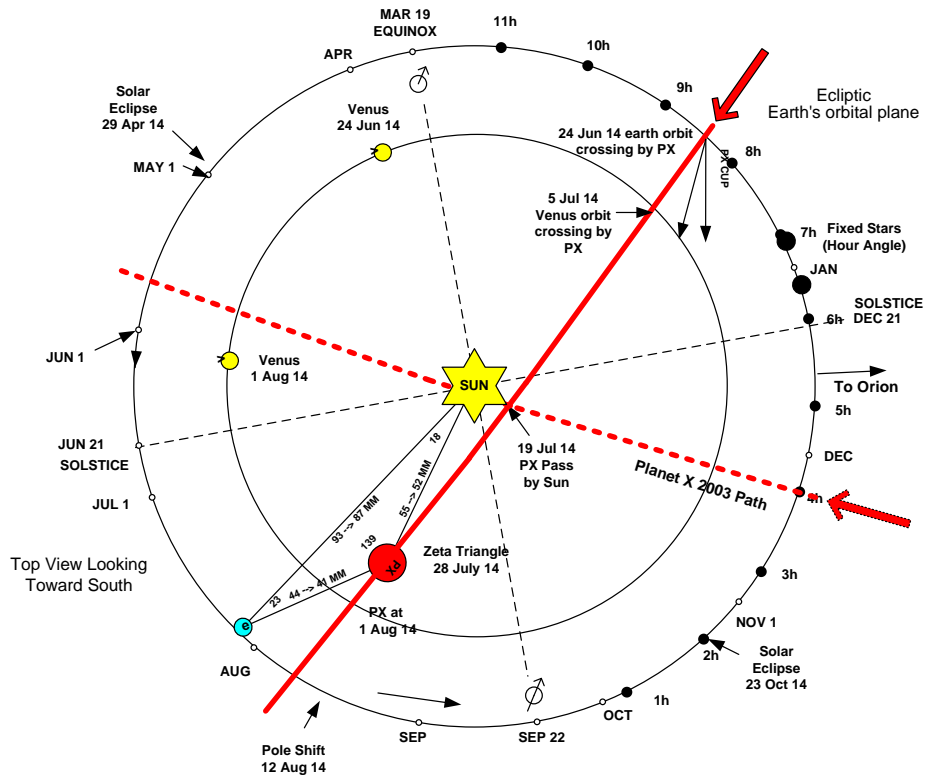 MAR 19
EQUINOX
11h
10h
9h
8h
7h
6h
5h
4h
3h
2h
1h
APR
Solar
Eclipse
29 Apr 14
MAY 1
Venus
24 Jun 14
24 Jun 14 earth orbit
crossing by PX
PX CUP
Ecliptic
Earth's orbital plane
5 Jul 14
Venus orbit
crossing by
PX
Fixed Stars
(Hour Angle)
JAN
SOLSTICE
DEC 21
JUN 1
Venus
1 Aug 14
SUN
To Orion
JUN 21
SOLSTICE
18
19 Jul 14
PX Pass
by Sun
DEC
Planet X 2003 Path
JUL 1
93 --> 87 MM
55 --> 52 MM
139
Zeta Triangle
28 July 14
Top View Looking
Toward South
PX
23
44 --> 41 MM
e
PX at
1 Aug 14
NOV 1
Solar
Eclipse
23 Oct 14
AUG
OCT
SEP
SEP 22
Pole Shift
12 Aug 14